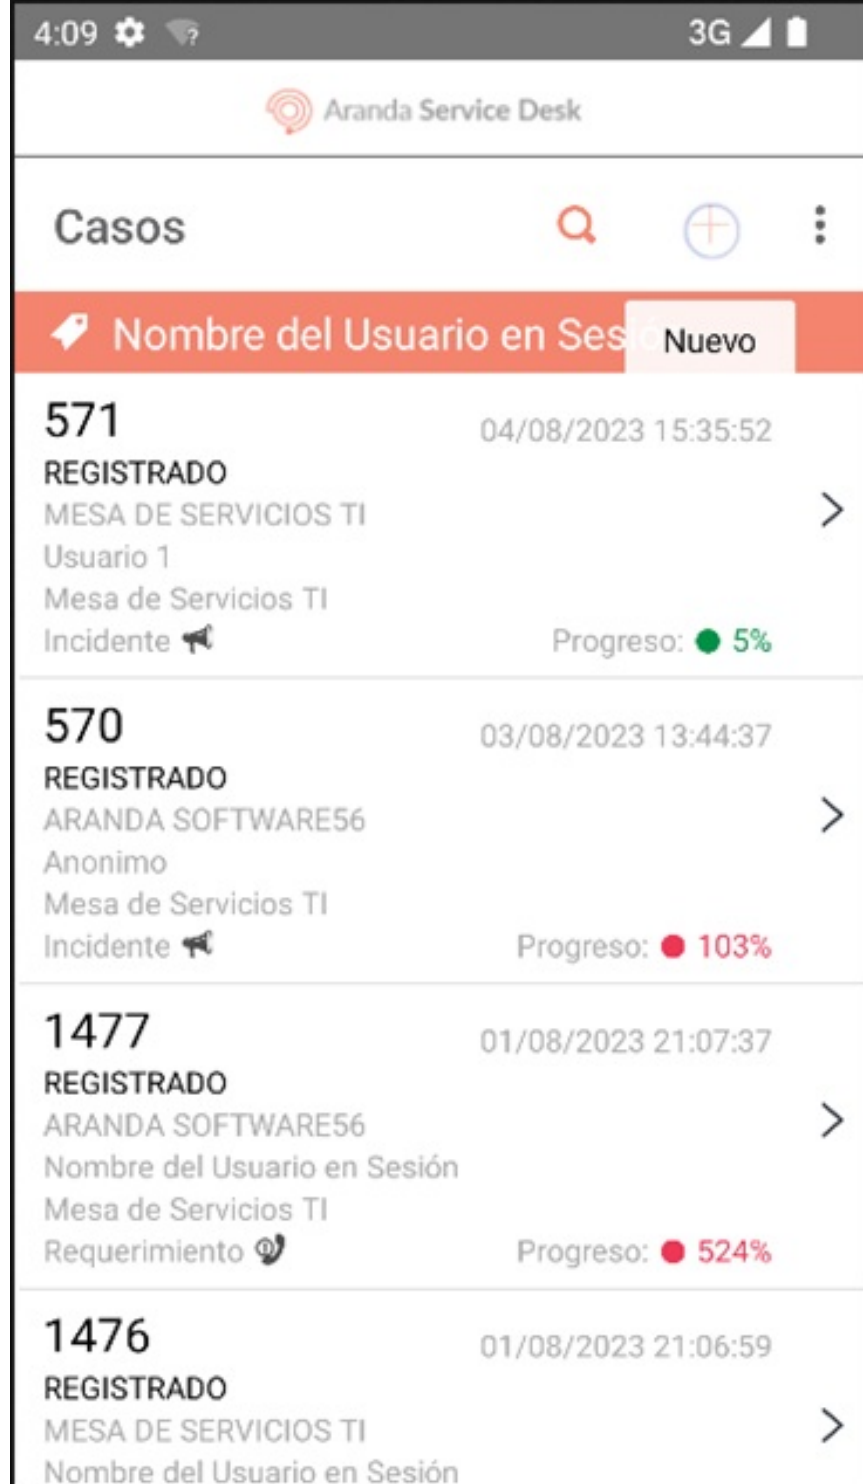 4:09
3G
Aranda Service Desk
Casos
Nombre del Usuario en Sesió
Nuevo
571
04/08/2023 15:35:52
REGISTRADO
MESA DE SERVICIOS TI
Usuario 1
Mesa de Servicios TI
Incidente
Progreso: 5%
570
03/08/2023 13:44:37
REGISTRADO
ARANDA SOFTWARE56
Anonimo
Mesa de Servicios TI
Incidente
Progreso: 103%
1477
01/08/2023 21:07:37
REGISTRADO
ARANDA SOFTWARE56
Nombre del Usuario en Sesión
Mesa de Servicios TI
Requerimiento
Progreso: 524%
1476
01/08/2023 21:06:59
REGISTRADO
MESA DE SERVICIOS TI
Nombre del Usuario en Sesión